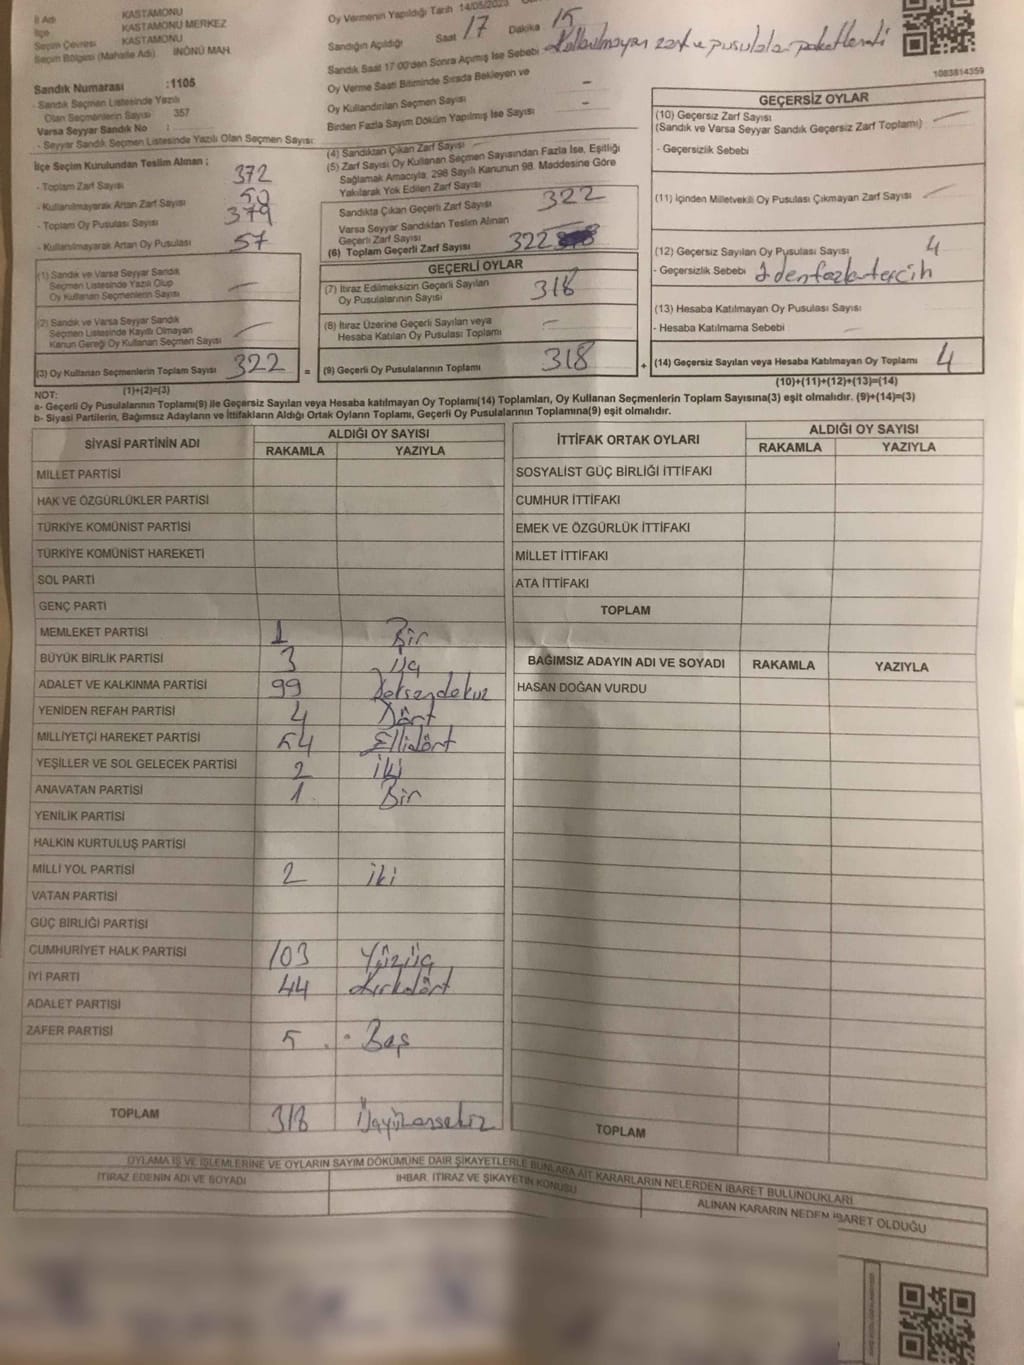 İl Adı KASTAMONU
İlçe KASTAMONU MERKEZ
Seçim Çevresi KASTAMONU
Seçim Bölgesi (Mahalle Adı) İNÖNÜ MAH.
Sandık Numarası :1105
- Sandık Seçmen Listesinde Yazılı
Olan Seçmenlerin Sayısı 357
Varsa Seyyar Sandık No :
- Seyyar Sandık Seçmen Listesinde Yazılı Olan Seçmen Sayısı:
Oy Vermenin Yapıldığı Tarih 14/05/2023
Sandığın Açıldığı Saat 17 Dakika 15
Sandık Saat 17:00'den Sonra Açımış İse Sebebi: Kullanılmayan zarf ve pusulalar paketlendi
Oy Verme Saati Bitiminde Sırada Bekleyen ve
Oy Kullandırılan Seçmen Sayısı -
Birden Fazla Sayım Döküm Yapılmış İse Sayısı -
1083814359
İlçe Seçim Kurulundan Teslim Alınan ;
- Toplam Zarf Sayısı 372
- Kullanılmayarak Artan Zarf Sayısı 50
- Toplam Oy Pusulası Sayısı 379
- Kullanılmayarak Artan Oy Pusulası 57
(1) Sandık ve Varsa Seyyar Sandık
Seçmen Listesinde Yazılı Olup
Oy Kullanan Seçmenlerin Sayısı -
(2) Sandık ve Varsa Seyyar Sandık
Seçmen Listesinde Kayıtlı Olmayan
Kanun Gereği Oy Kullanan Seçmen Sayısı -
(3) Oy Kullanan Seçmenlerin Toplam Sayısı 322 =
(1)+(2)=(3)
(4) Sandıktan Çıkan Zarf Sayısı -
(5) Zarf Sayısı Oy Kullanan Seçmen Sayısından Fazla İse, Eşitliği
Sağlamak Amacıyla, 298 Sayılı Kanunun 98. Maddesine Göre
Yakılarak Yok Edilen Zarf Sayısı
Sandıkta Çıkan Geçerli Zarf Sayısı 322
Varsa Seyyar Sandıktan Teslim Alınan
Geçerli Zarf Sayısı
(6) Toplam Geçerli Zarf Sayısı 322
GEÇERLİ OYLAR
(7) İtiraz Edilmeksizin Geçerli Sayılan
Oy Pusulalarının Sayısı 318
(8) İtiraz Üzerine Geçerli Sayılan veya
Hesaba Katılan Oy Pusulası Toplamı -
(9) Geçerli Oy Pusulalarının Toplamı 318 +
GEÇERSİZ OYLAR
(10) Geçersiz Zarf Sayısı
(Sandık ve Varsa Seyyar Sandık Geçersiz Zarf Toplamı) -
- Geçersizlik Sebebi
(11) İçinden Milletvekili Oy Pusulası Çıkmayan Zarf Sayısı -
(12) Geçersiz Sayılan Oy Pusulası Sayısı 4
- Geçersizlik Sebebi 1 den fazla tercih
(13) Hesaba Katılmayan Oy Pusulası Sayısı
- Hesaba Katılmama Sebebi -
(14) Geçersiz Sayılan veya Hesaba Katılmayan Oy Toplamı 4
(10)+(11)+(12)+(13)=(14)
NOT:
a- Geçerli Oy Pusulalarının Toplamı(9) ile Geçersiz Sayılan veya Hesaba katılmayan Oy Toplamı(14) Toplamları, Oy Kullanan Seçmenlerin Toplam Sayısına(3) eşit olmalıdır. (9)+(14)=(3)
b- Siyasi Partilerin, Bağımsız Adayların ve İttifakların Aldığı Ortak Oyların Toplamı, Geçerli Oy Pusulalarının Toplamına(9) eşit olmalıdır.
SİYASİ PARTİNİN ADI ALDIĞI OY SAYISI
RAKAMLA YAZIYLA
MİLLET PARTİSİ
HAK VE ÖZGÜRLÜKLER PARTİSİ
TÜRKİYE KOMÜNİST PARTİSİ
TÜRKİYE KOMÜNİST HAREKETİ
SOL PARTİ
GENÇ PARTİ
MEMLEKET PARTİSİ 1 Bir
BÜYÜK BİRLİK PARTİSİ 3 Üç
ADALET VE KALKINMA PARTİSİ 99 Doksandokuz
YENİDEN REFAH PARTİSİ 4 Dört
MİLLİYETÇİ HAREKET PARTİSİ 54 Ellidört
YEŞİLLER VE SOL GELECEK PARTİSİ 2 İki
ANAVATAN PARTİSİ 1 Bir
YENİLİK PARTİSİ
HALKIN KURTULUŞ PARTİSİ
MİLLİ YOL PARTİSİ 2 iki
VATAN PARTİSİ
GÜÇ BİRLİĞİ PARTİSİ
CUMHURİYET HALK PARTİSİ 103 Yüzüç
İYİ PARTİ 44 Kırkdört
ADALET PARTİSİ
ZAFER PARTİSİ 5 Beş
TOPLAM 318 Üçyüzonsekiz
İTTİFAK ORTAK OYLARI ALDIĞI OY SAYISI
RAKAMLA YAZIYLA
SOSYALİST GÜÇ BİRLİĞİ İTTİFAKI
CUMHUR İTTİFAKI
EMEK VE ÖZGÜRLÜK İTTİFAKI
MİLLET İTTİFAKI
ATA İTTİFAKI
TOPLAM
BAĞIMSIZ ADAYIN ADI VE SOYADI RAKAMLA YAZIYLA
HASAN DOĞAN VURDU
TOPLAM
OYLAMA İŞ VE İŞLEMLERİNE VE OYLARIN SAYIM DÖKÜMÜNE DAİR ŞİKAYETLERLE BUNLARA AİT KARARLARIN NELERDEN İBARET BULUNDUKLARI
İTİRAZ EDENİN ADI VE SOYADI İHBAR, İTİRAZ VE ŞİKAYETİN KONUSU ALINAN KARARIN NEDEN İBARET OLDUĞU